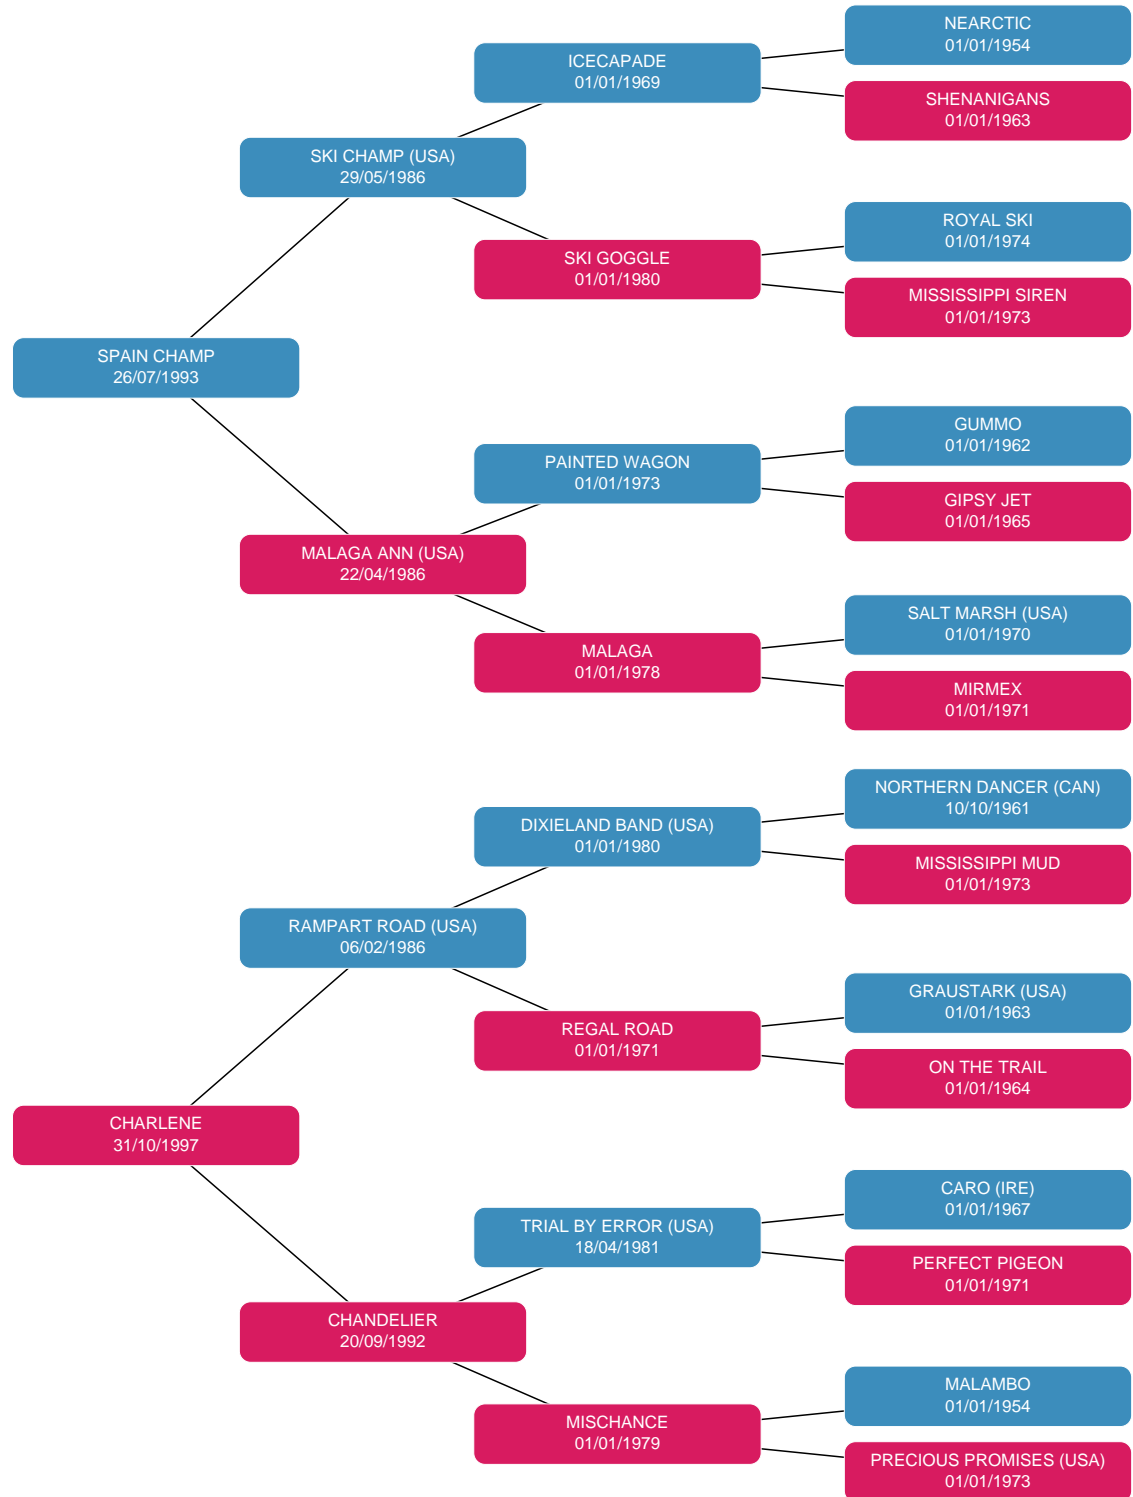 NEARCTIC
01/01/1954
ICECAPADE
01/01/1969
SHENANIGANS
01/01/1963
SKI CHAMP (USA)
29/05/1986
ROYAL SKI
01/01/1974
SKI GOGGLE
01/01/1980
MISSISSIPPI SIREN
01/01/1973
SPAIN CHAMP
26/07/1993
GUMMO
01/01/1962
PAINTED WAGON
01/01/1973
GIPSY JET
01/01/1965
MALAGA ANN (USA)
22/04/1986
SALT MARSH (USA)
01/01/1970
MALAGA
01/01/1978
MIRMEX
01/01/1971
NORTHERN DANCER (CAN)
10/10/1961
DIXIELAND BAND (USA)
01/01/1980
MISSISSIPPI MUD
01/01/1973
RAMPART ROAD (USA)
06/02/1986
GRAUSTARK (USA)
01/01/1963
REGAL ROAD
01/01/1971
ON THE TRAIL
01/01/1964
CHARLENE
31/10/1997
CARO (IRE)
01/01/1967
TRIAL BY ERROR (USA)
18/04/1981
PERFECT PIGEON
01/01/1971
CHANDELIER
20/09/1992
MALAMBO
01/01/1954
MISCHANCE
01/01/1979
PRECIOUS PROMISES (USA)
01/01/1973